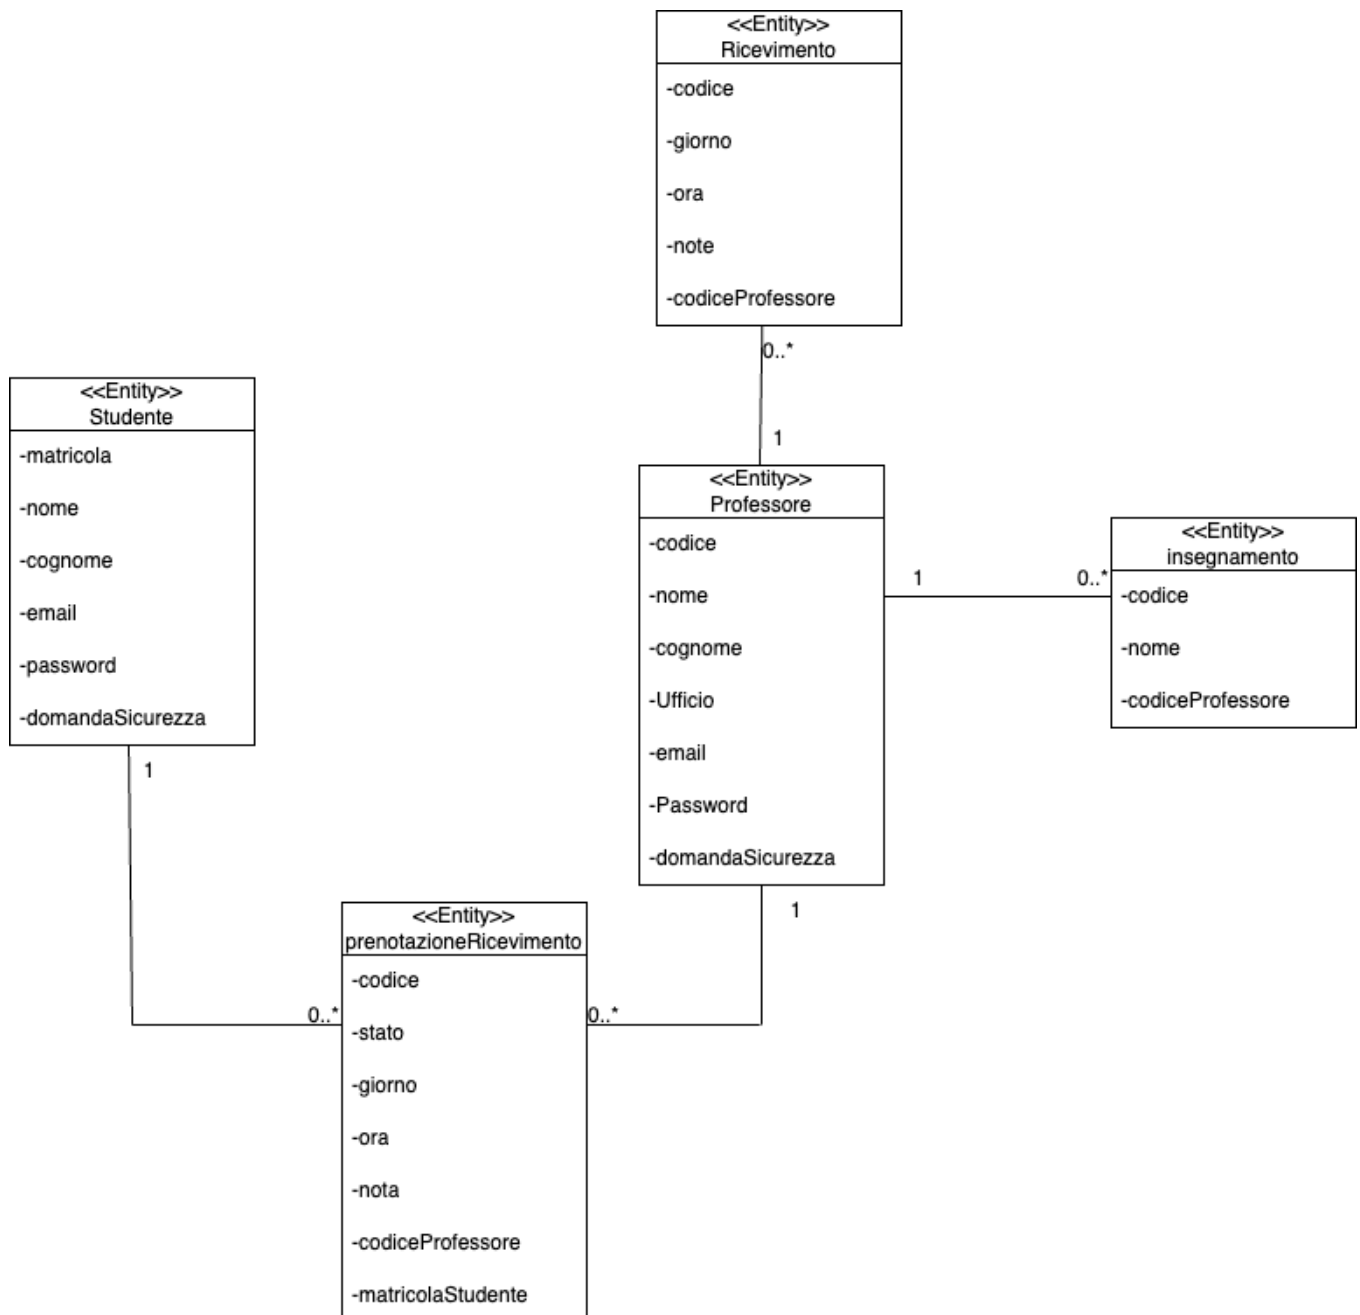 <<Entity>>
Ricevimento
-codice
-giorno
-ora
-note
-codiceProfessore
0..*
1
<<Entity>>
Studente
-matricola
-nome
-cognome
-email
-password
-domandaSicurezza
1
<<Entity>>
Professore
-codice
-nome
-cognome
-Ufficio
-email
-Password
-domandaSicurezza
1
1
0..*
<<Entity>>
insegnamento
-codice
-nome
-codiceProfessore
<<Entity>>
prenotazioneRicevimento
-codice
-stato
-giorno
-ora
-nota
-codiceProfessore
-matricolaStudente
0..*
0..*